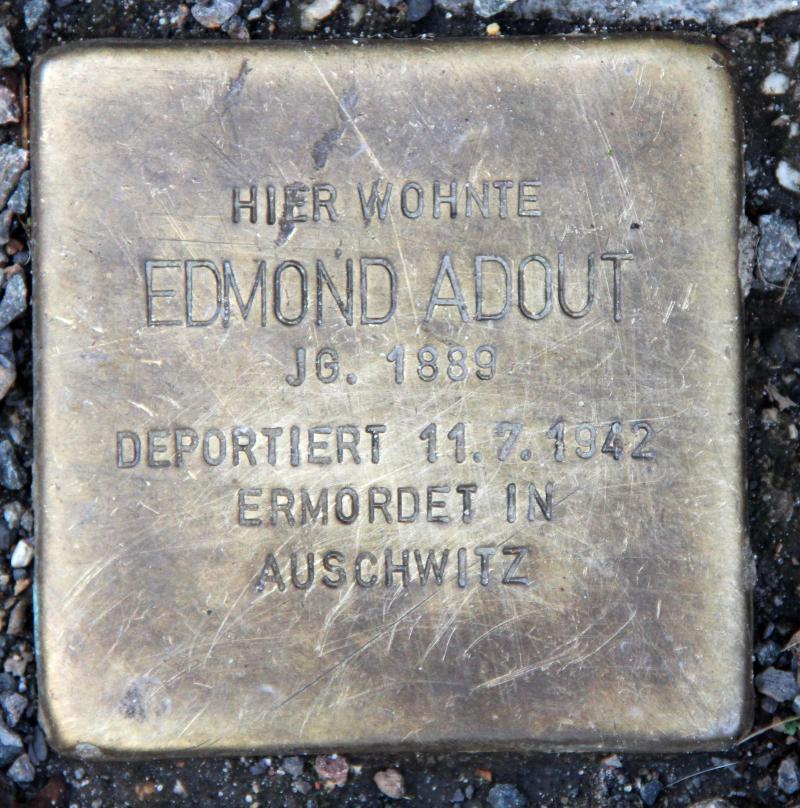 HIER WOHNTE
EDMOND ADOUT
JG. 1889
DEPORTIERT 11.7.1942
ERMORDET IN
AUSCHWITZ